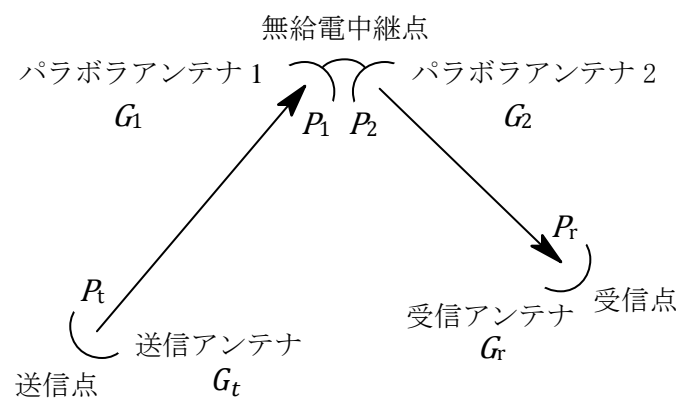 無給電中継点
パラボラアンテナ 1
パラボラアンテナ 2
G1
P1 P2
G2
Pt
Pr
送信アンテナ
Gt
送信点
受信アンテナ
Gr
受信点